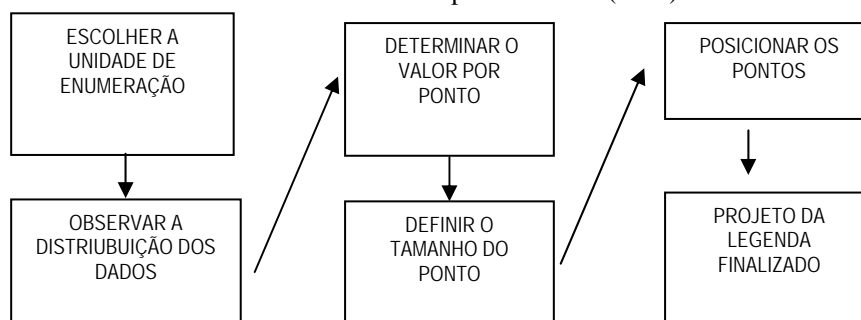 ESCOLHER A
UNIDADE DE
ENUMERAÇÃO
OBSERVAR A
DISTRIUBUIÇÃO DOS
DADOS
DETERMINAR O
VALOR POR
PONTO
DEFINIR O
TAMANHO DO
PONTO
POSICIONAR OS
PONTOS
PROJETO DA
LEGENDA
FINALIZADO